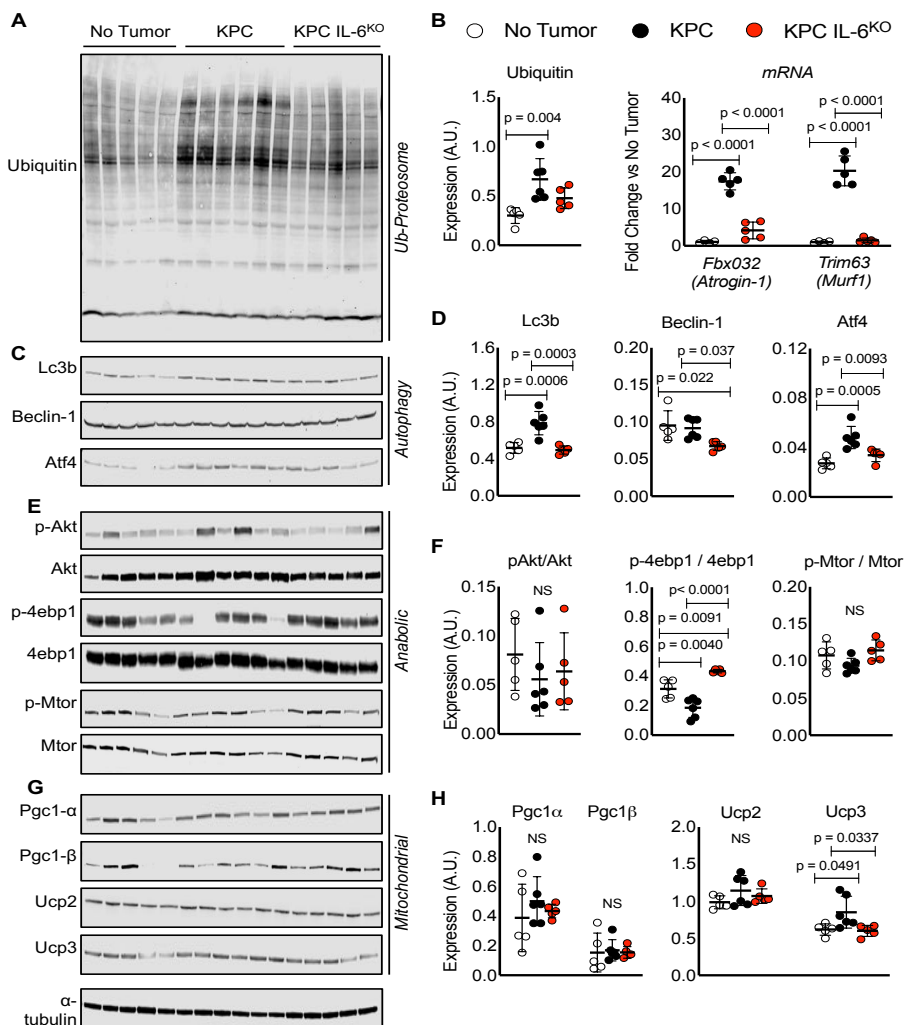 A
No Tumor
KPC
KPC IL-6KO
Ubiquitin
Ub-Proteosome
B
No Tumor
KPC
KPC IL-6KO
Ubiquitin
mRNA
Expression (A.U.)
1.5
1.0
0.5
0.0
p = 0.004
Fold Change vs No Tumor
40
30
20
10
0
p < 0.0001
p < 0.0001
p < 0.0001
p < 0.0001
Fbx032
(Atrogin-1)
Trim63
(Murf1)
C
Lc3b
Beclin-1
Atf4
Autophagy
D
Lc3b
Beclin-1
Atf4
Expression (A.U.)
1.6
1.2
0.8
0.4
0.0
p = 0.0003
p = 0.0006
0.20
0.15
0.10
0.05
0.00
p = 0.037
p = 0.022
0.12
0.08
0.04
0.00
p = 0.0093
p = 0.0005
E
p-Akt
Akt
p-4ebp1
4ebp1
p-Mtor
Mtor
Anabolic
F
pAkt/Akt
p-4ebp1 / 4ebp1
p-Mtor / Mtor
Expression (A.U.)
0.15
0.10
0.05
0.00
NS
1.0
0.8
0.6
0.4
0.2
0.0
p< 0.0001
p = 0.0091
p = 0.0040
0.20
0.15
0.10
0.05
0.00
NS
G
Pgc1-α
Pgc1-β
Ucp2
Ucp3
α-
tubulin
Mitochondrial
H
Pgc1α
Pgc1β
Ucp2
Ucp3
Expression (A.U.)
1.0
0.8
0.6
0.4
0.2
0.0
NS
NS
2.0
1.5
1.0
0.5
0.0
NS
p = 0.0337
p = 0.0491